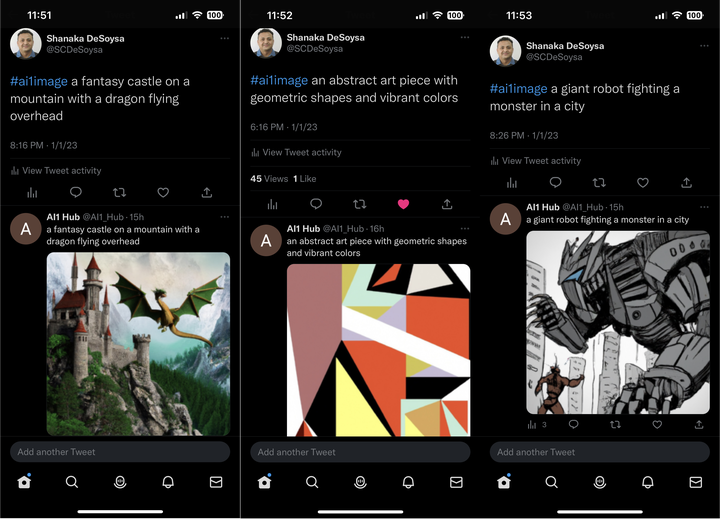 11:51
100
Shanaka DeSoysa
@SCDeSoysa
#ai1image a fantasy castle on a
mountain with a dragon flying
overhead
8:16 PM · 1/1/23
View Tweet activity
A
AI1 Hub @AI1_Hub · 15h
a fantasy castle on a mountain with a
dragon flying overhead
Add another Tweet
11:52
100
Shanaka DeSoysa
@SCDeSoysa
#ai1image an abstract art piece with
geometric shapes and vibrant colors
6:16 PM · 1/1/23
View Tweet activity
45 Views 1 Like
A
AI1 Hub @AI1_Hub · 16h
an abstract art piece with geometric shapes
and vibrant colors
Add another Tweet
11:53
100
Shanaka DeSoysa
@SCDeSoysa
#ai1image a giant robot fighting a
monster in a city
8:26 PM · 1/1/23
View Tweet activity
A
AI1 Hub @AI1_Hub · 15h
a giant robot fighting a monster in a city
3
Add another Tweet